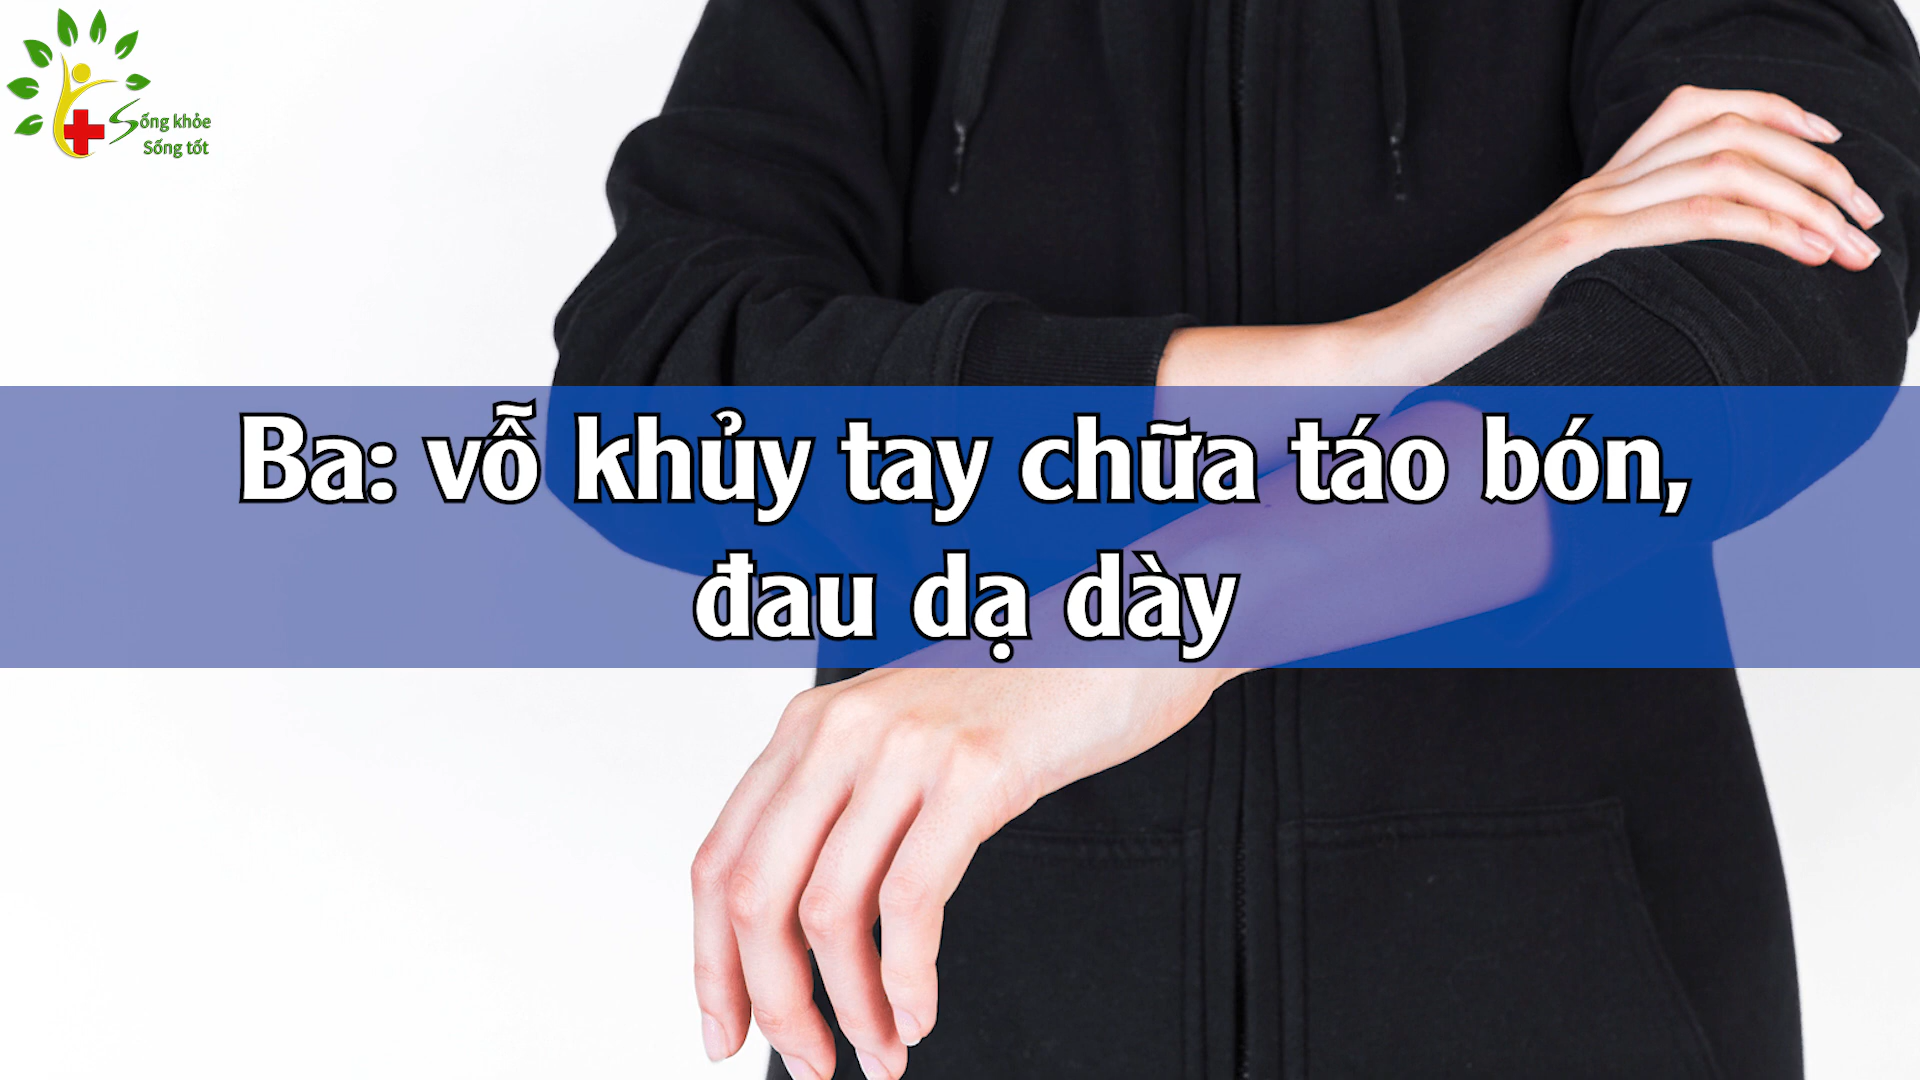 Sống khỏe
Sống tốt
Ba: vỗ khủy tay chữa táo bón,
đau dạ dày